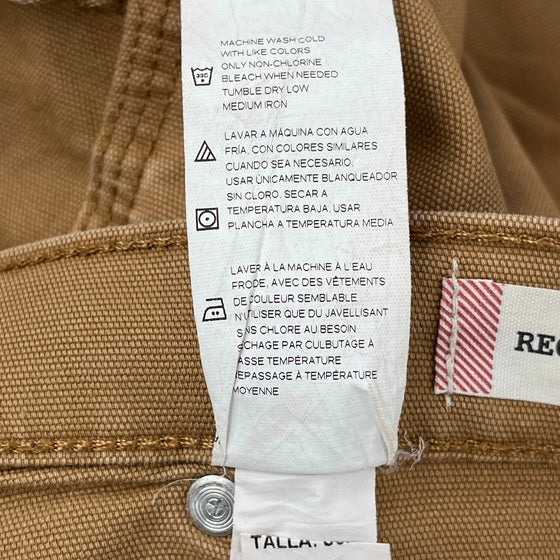 MACHINE WASH COLD
WITH LIKE COLORS
ONLY NON-CHLORINE
BLEACH WHEN NEEDED
TUMBLE DRY LOW
MEDIUM IRON
LAVAR A MÁQUINA CON AGUA
FRÍA, CON COLORES SIMILARES
CUANDO SEA NECESARIO,
USAR ÚNICAMENTE BLANQUEADOR
SIN CLORO, SECAR A
TEMPERATURA BAJA, USAR
PLANCHA A TEMPERATURA MEDIA
LAVER À LA MACHINE À L'EAU
FROIDE, AVEC DES VÊTEMENTS
DE COULEUR SEMBLABLE
N'UTILISER QUE DU JAVELLISANT
SANS CHLORE AU BESOIN
SÉCHAGE PAR CULBUTAGE À
BASSE TEMPÉRATURE
REPASSAGE À TEMPÉRATURE
MOYENNE
REG
TALLA: